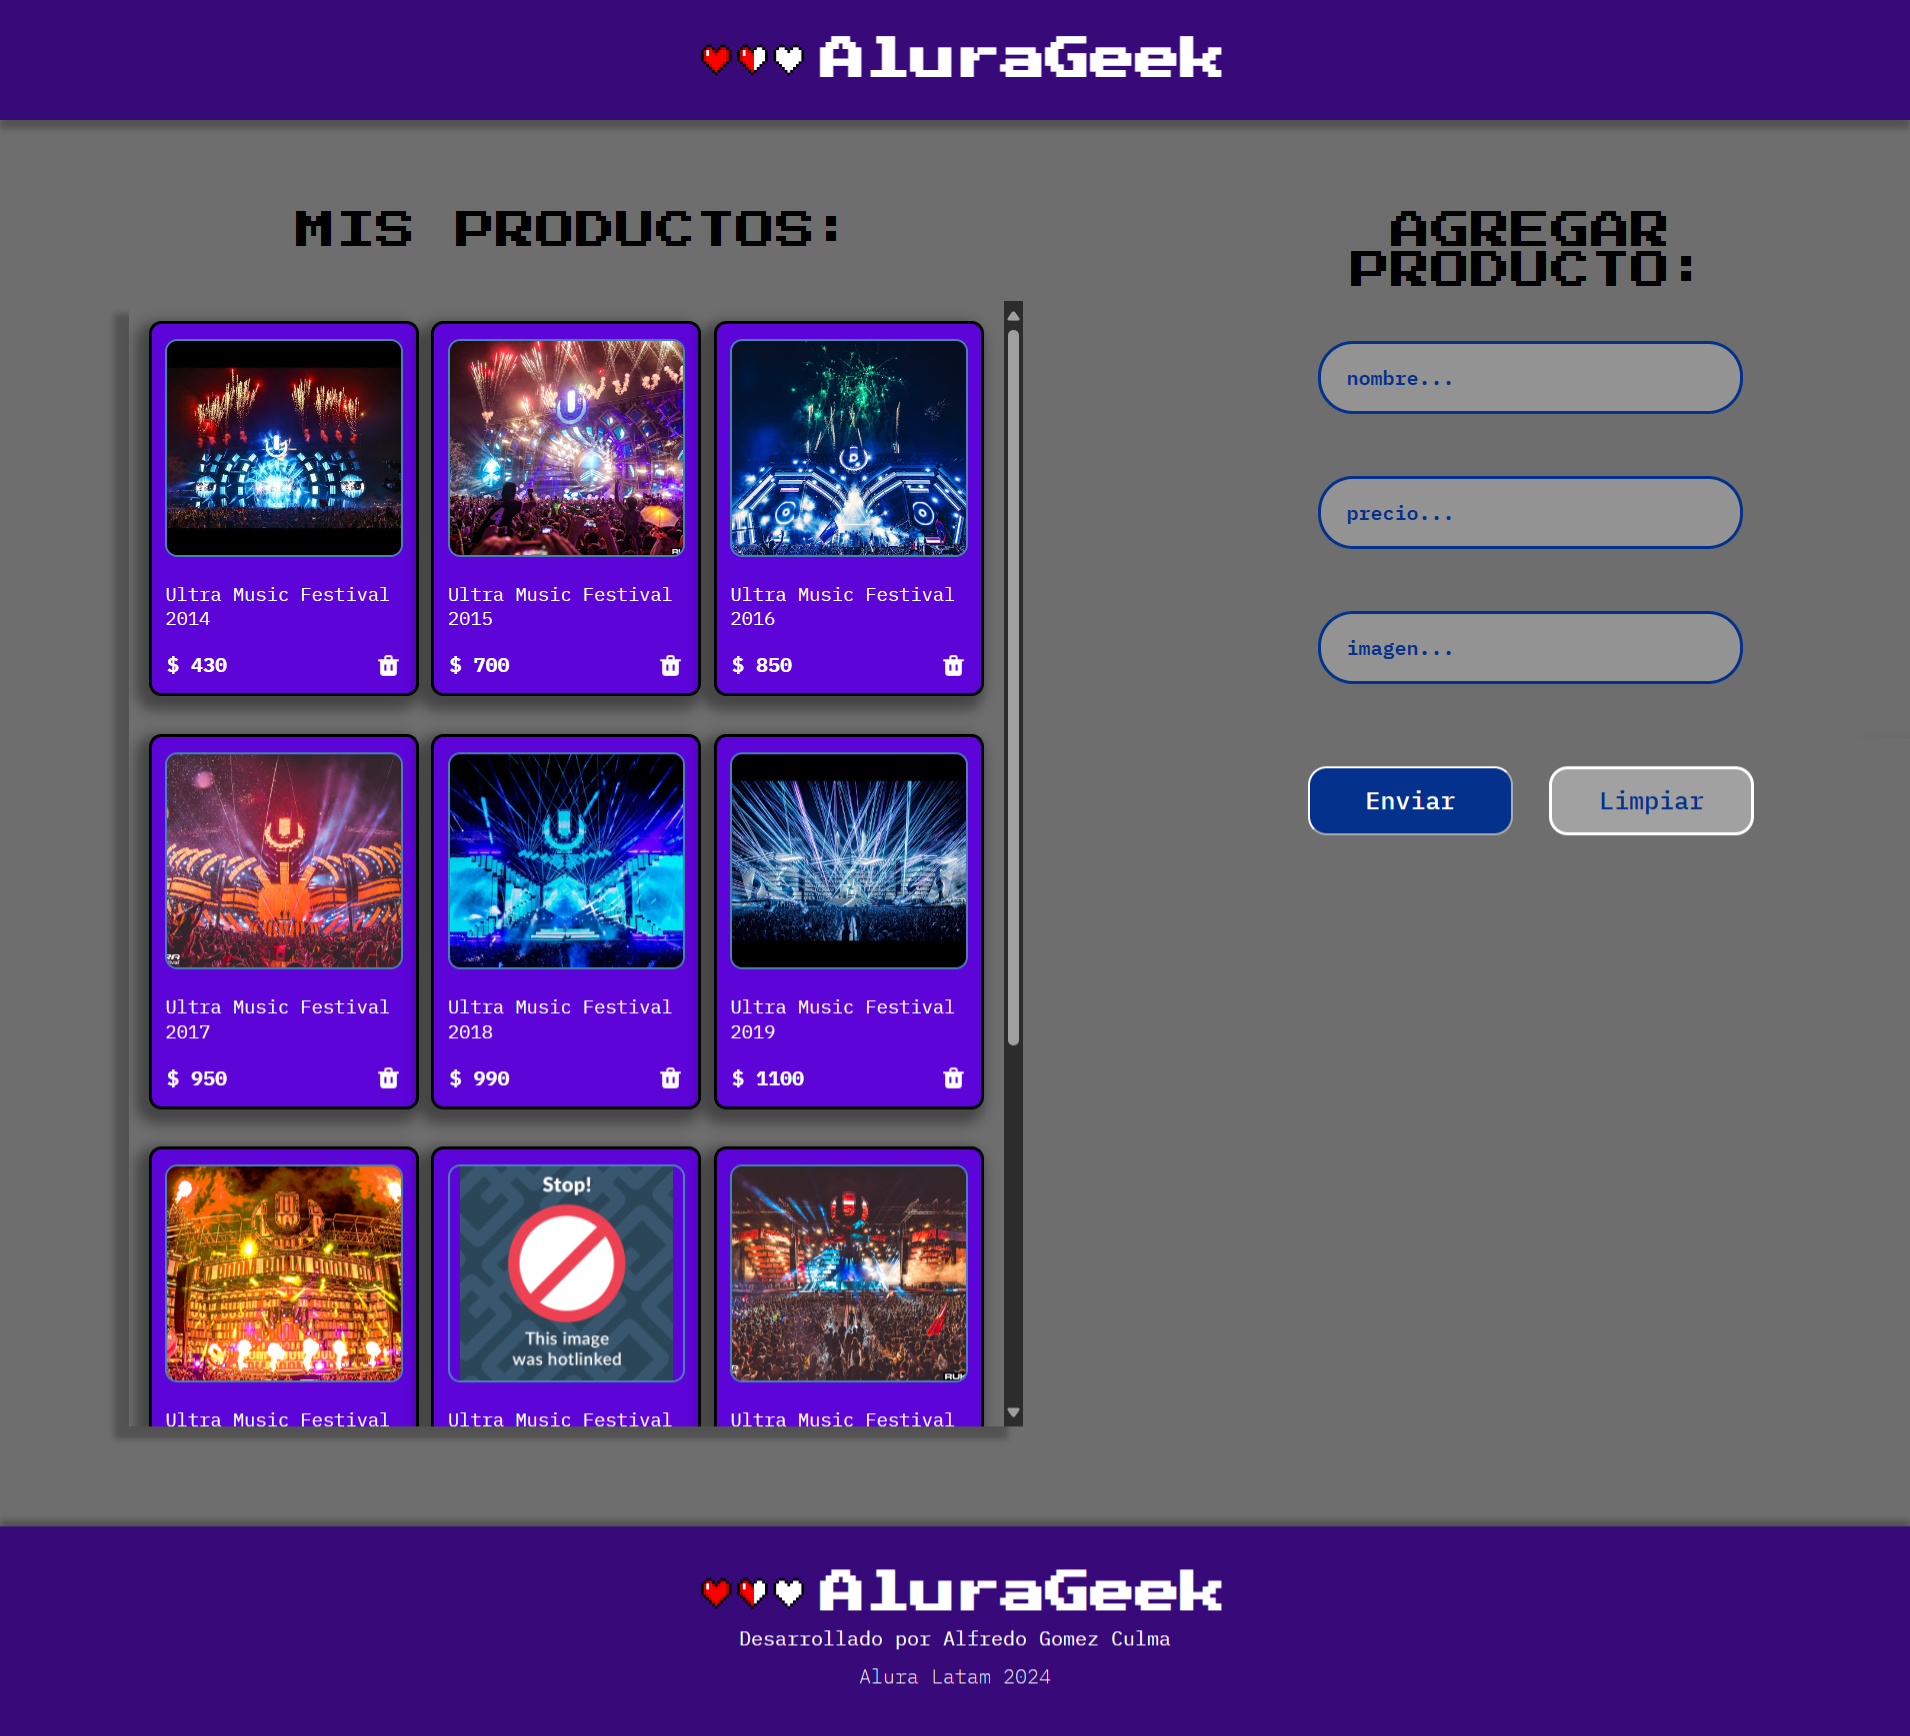 AluraGeek
MIS PRODUCTOS:
Ultra Music Festival
2014
$ 430
Ultra Music Festival
2015
$ 700
Ultra Music Festival
2016
$ 850
Ultra Music Festival
2017
$ 950
Ultra Music Festival
2018
$ 990
Ultra Music Festival
2019
$ 1100
Ultra Music Festival
Stop!
This image
was hotlinked
Ultra Music Festival
Ultra Music Festival
AGREGAR
PRODUCTO:
nombre...
precio...
imagen...
Enviar
Limpiar
AluraGeek
Desarrollado por Alfredo Gomez Culma
Alura Latam 2024